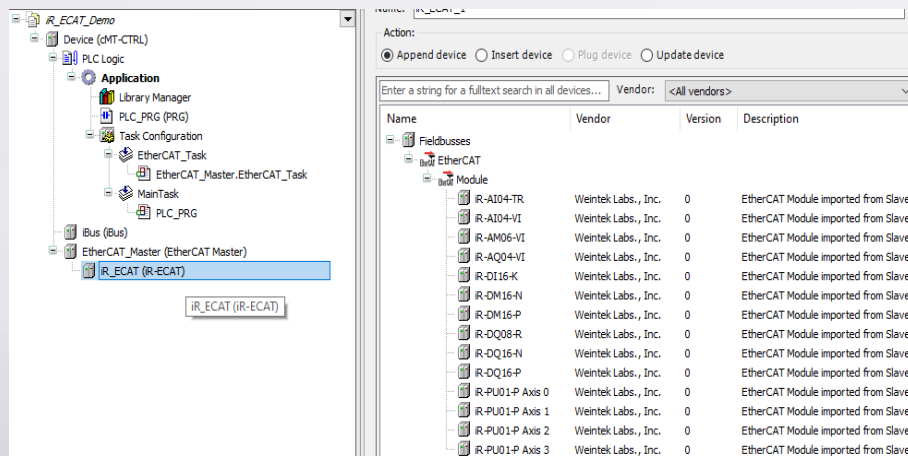 iR_ECAT_Demo
Device (cMT-CTRL)
PLC Logic
Application
Library Manager
PLC_PRG (PRG)
Task Configuration
EtherCAT_Task
EtherCAT_Master.EtherCAT_Task
MainTask
PLC_PRG
iBus (iBus)
EtherCAT_Master (EtherCAT Master)
iR_ECAT (iR-ECAT)
iR_ECAT (iR-ECAT)
Name: iR_ECAT_1
Action:
Append device Insert device Plug device Update device
Enter a string for a fulltext search in all devices... Vendor: <All vendors>
Name Vendor Version Description
Fieldbusses
EtherCAT
Module
iR-AI04-TR Weintek Labs., Inc. 0 EtherCAT Module imported from Slave
iR-AI04-VI Weintek Labs., Inc. 0 EtherCAT Module imported from Slave
iR-AM06-VI Weintek Labs., Inc. 0 EtherCAT Module imported from Slave
iR-AQ04-VI Weintek Labs., Inc. 0 EtherCAT Module imported from Slave
iR-DI16-K Weintek Labs., Inc. 0 EtherCAT Module imported from Slave
iR-DM16-N Weintek Labs., Inc. 0 EtherCAT Module imported from Slave
iR-DM16-P Weintek Labs., Inc. 0 EtherCAT Module imported from Slave
iR-DQ08-R Weintek Labs., Inc. 0 EtherCAT Module imported from Slave
iR-DQ16-N Weintek Labs., Inc. 0 EtherCAT Module imported from Slave
iR-DQ16-P Weintek Labs., Inc. 0 EtherCAT Module imported from Slave
iR-PU01-P Axis 0 Weintek Labs., Inc. 0 EtherCAT Module imported from Slave
iR-PU01-P Axis 1 Weintek Labs., Inc. 0 EtherCAT Module imported from Slave
iR-PU01-P Axis 2 Weintek Labs., Inc. 0 EtherCAT Module imported from Slave
iR-PU01-P Axis 3 Weintek Labs., Inc. 0 EtherCAT Module imported from Slave